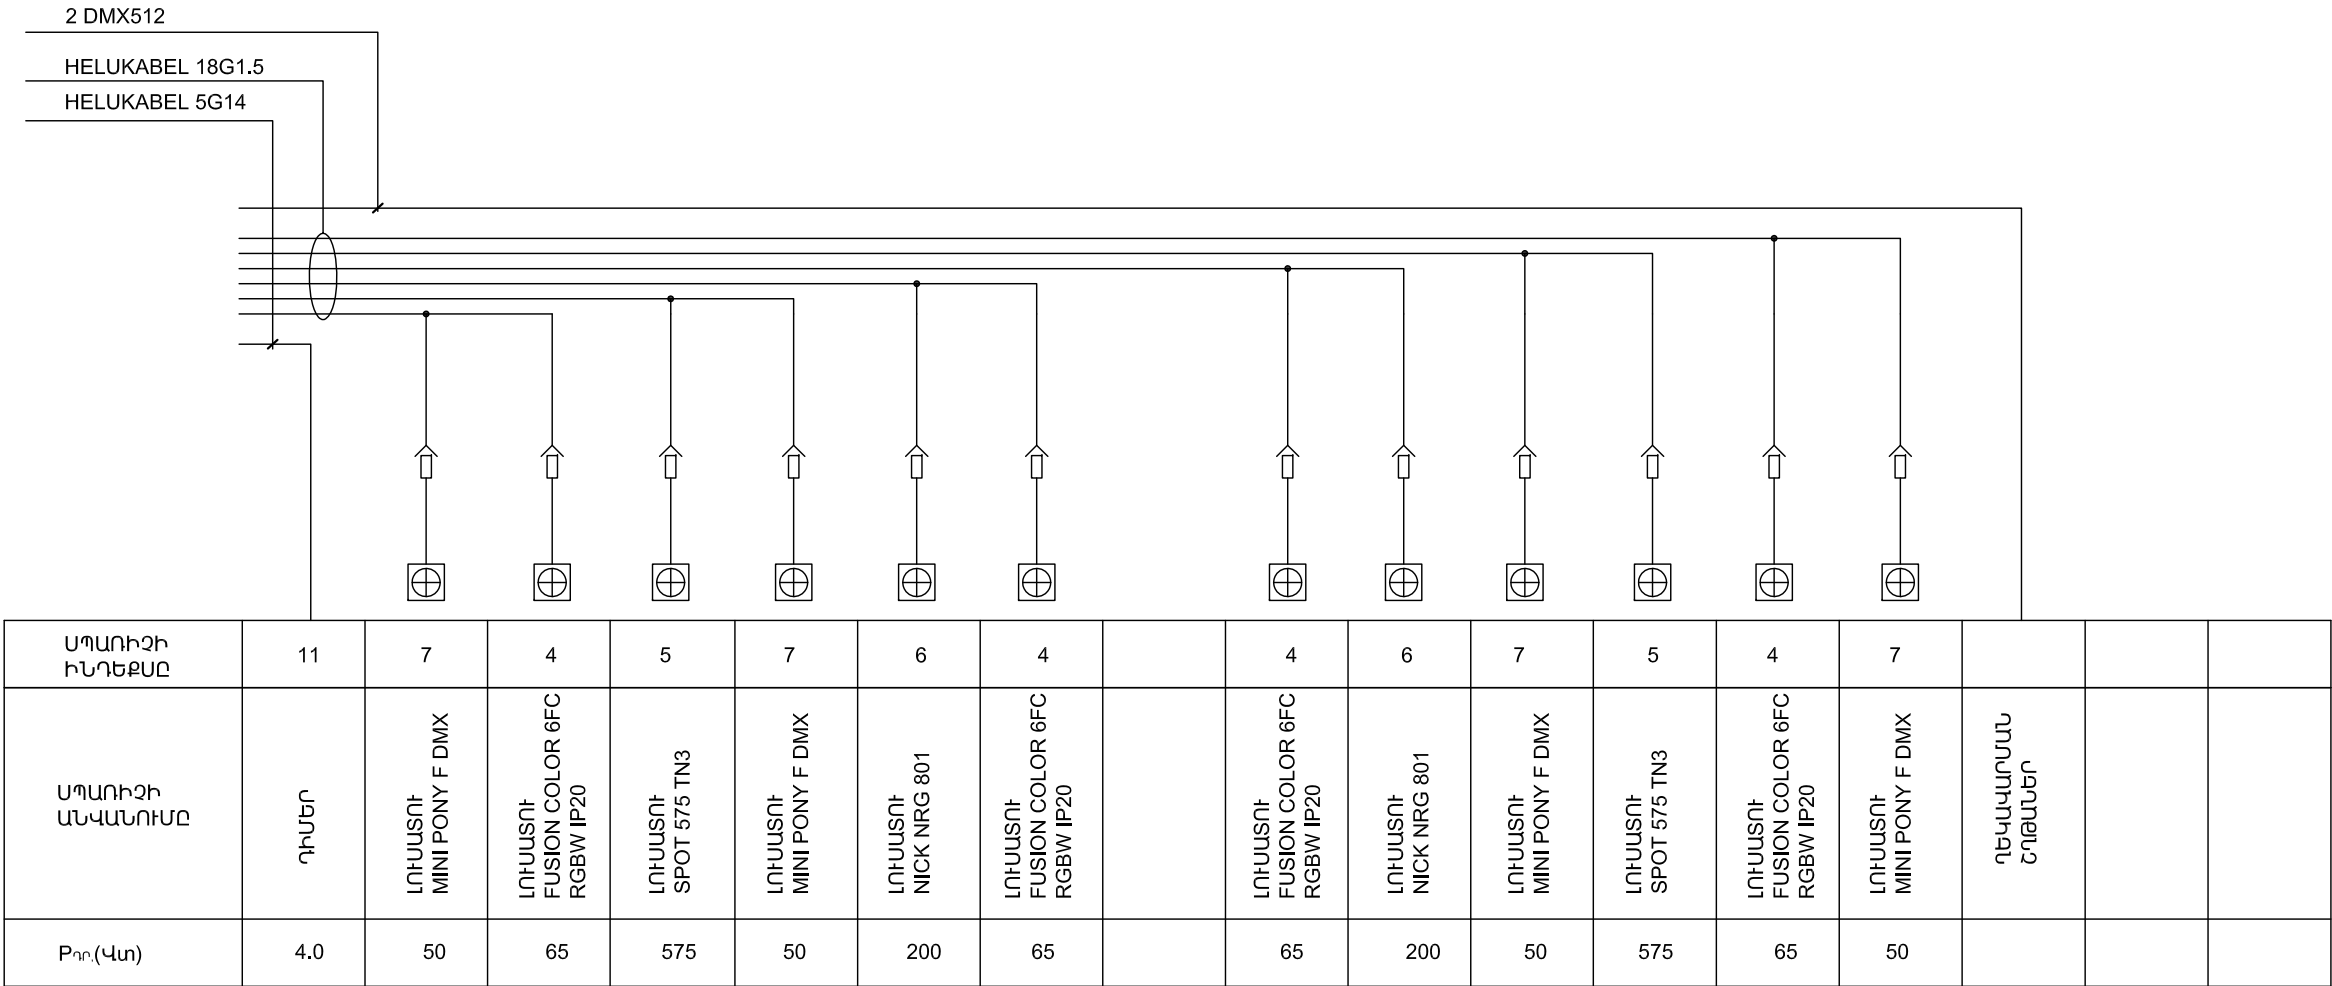 2 DMX512
HELUKABEL 18G1.5
HELUKABEL 5G14
ՍՊԱՌԻՉԻ
ԻՆԴԵՔՍԸ
11
7
4
5
7
6
4
4
6
7
5
4
7
ՍՊԱՌԻՉԻ
ԱՆՎԱՆՈՒՄԸ
ԴԻՄԵՐ
ԼՈՒՍԱՏՈՒ
MINI PONY F DMX
ԼՈՒՍԱՏՈՒ
FUSION COLOR 6FC
RGBW IP20
ԼՈՒՍԱՏՈՒ
SPOT 575 TN3
ԼՈՒՍԱՏՈՒ
MINI PONY F DMX
ԼՈՒՍԱՏՈՒ
NICK NRG 801
ԼՈՒՍԱՏՈՒ
FUSION COLOR 6FC
RGBW IP20
ԼՈՒՍԱՏՈՒ
FUSION COLOR 6FC
RGBW IP20
ԼՈՒՍԱՏՈՒ
NICK NRG 801
ԼՈՒՍԱՏՈՒ
MINI PONY F DMX
ԼՈՒՍԱՏՈՒ
SPOT 575 TN3
ԼՈՒՍԱՏՈՒ
FUSION COLOR 6FC
RGBW IP20
ԼՈՒՍԱՏՈՒ
MINI PONY F DMX
ՂԵԿԱՎԱՐՄԱՆ
ՇՂԹԱՆԵՐ
Pդր.(Վտ)
4.0
50
65
575
50
200
65
65
200
50
575
65
50